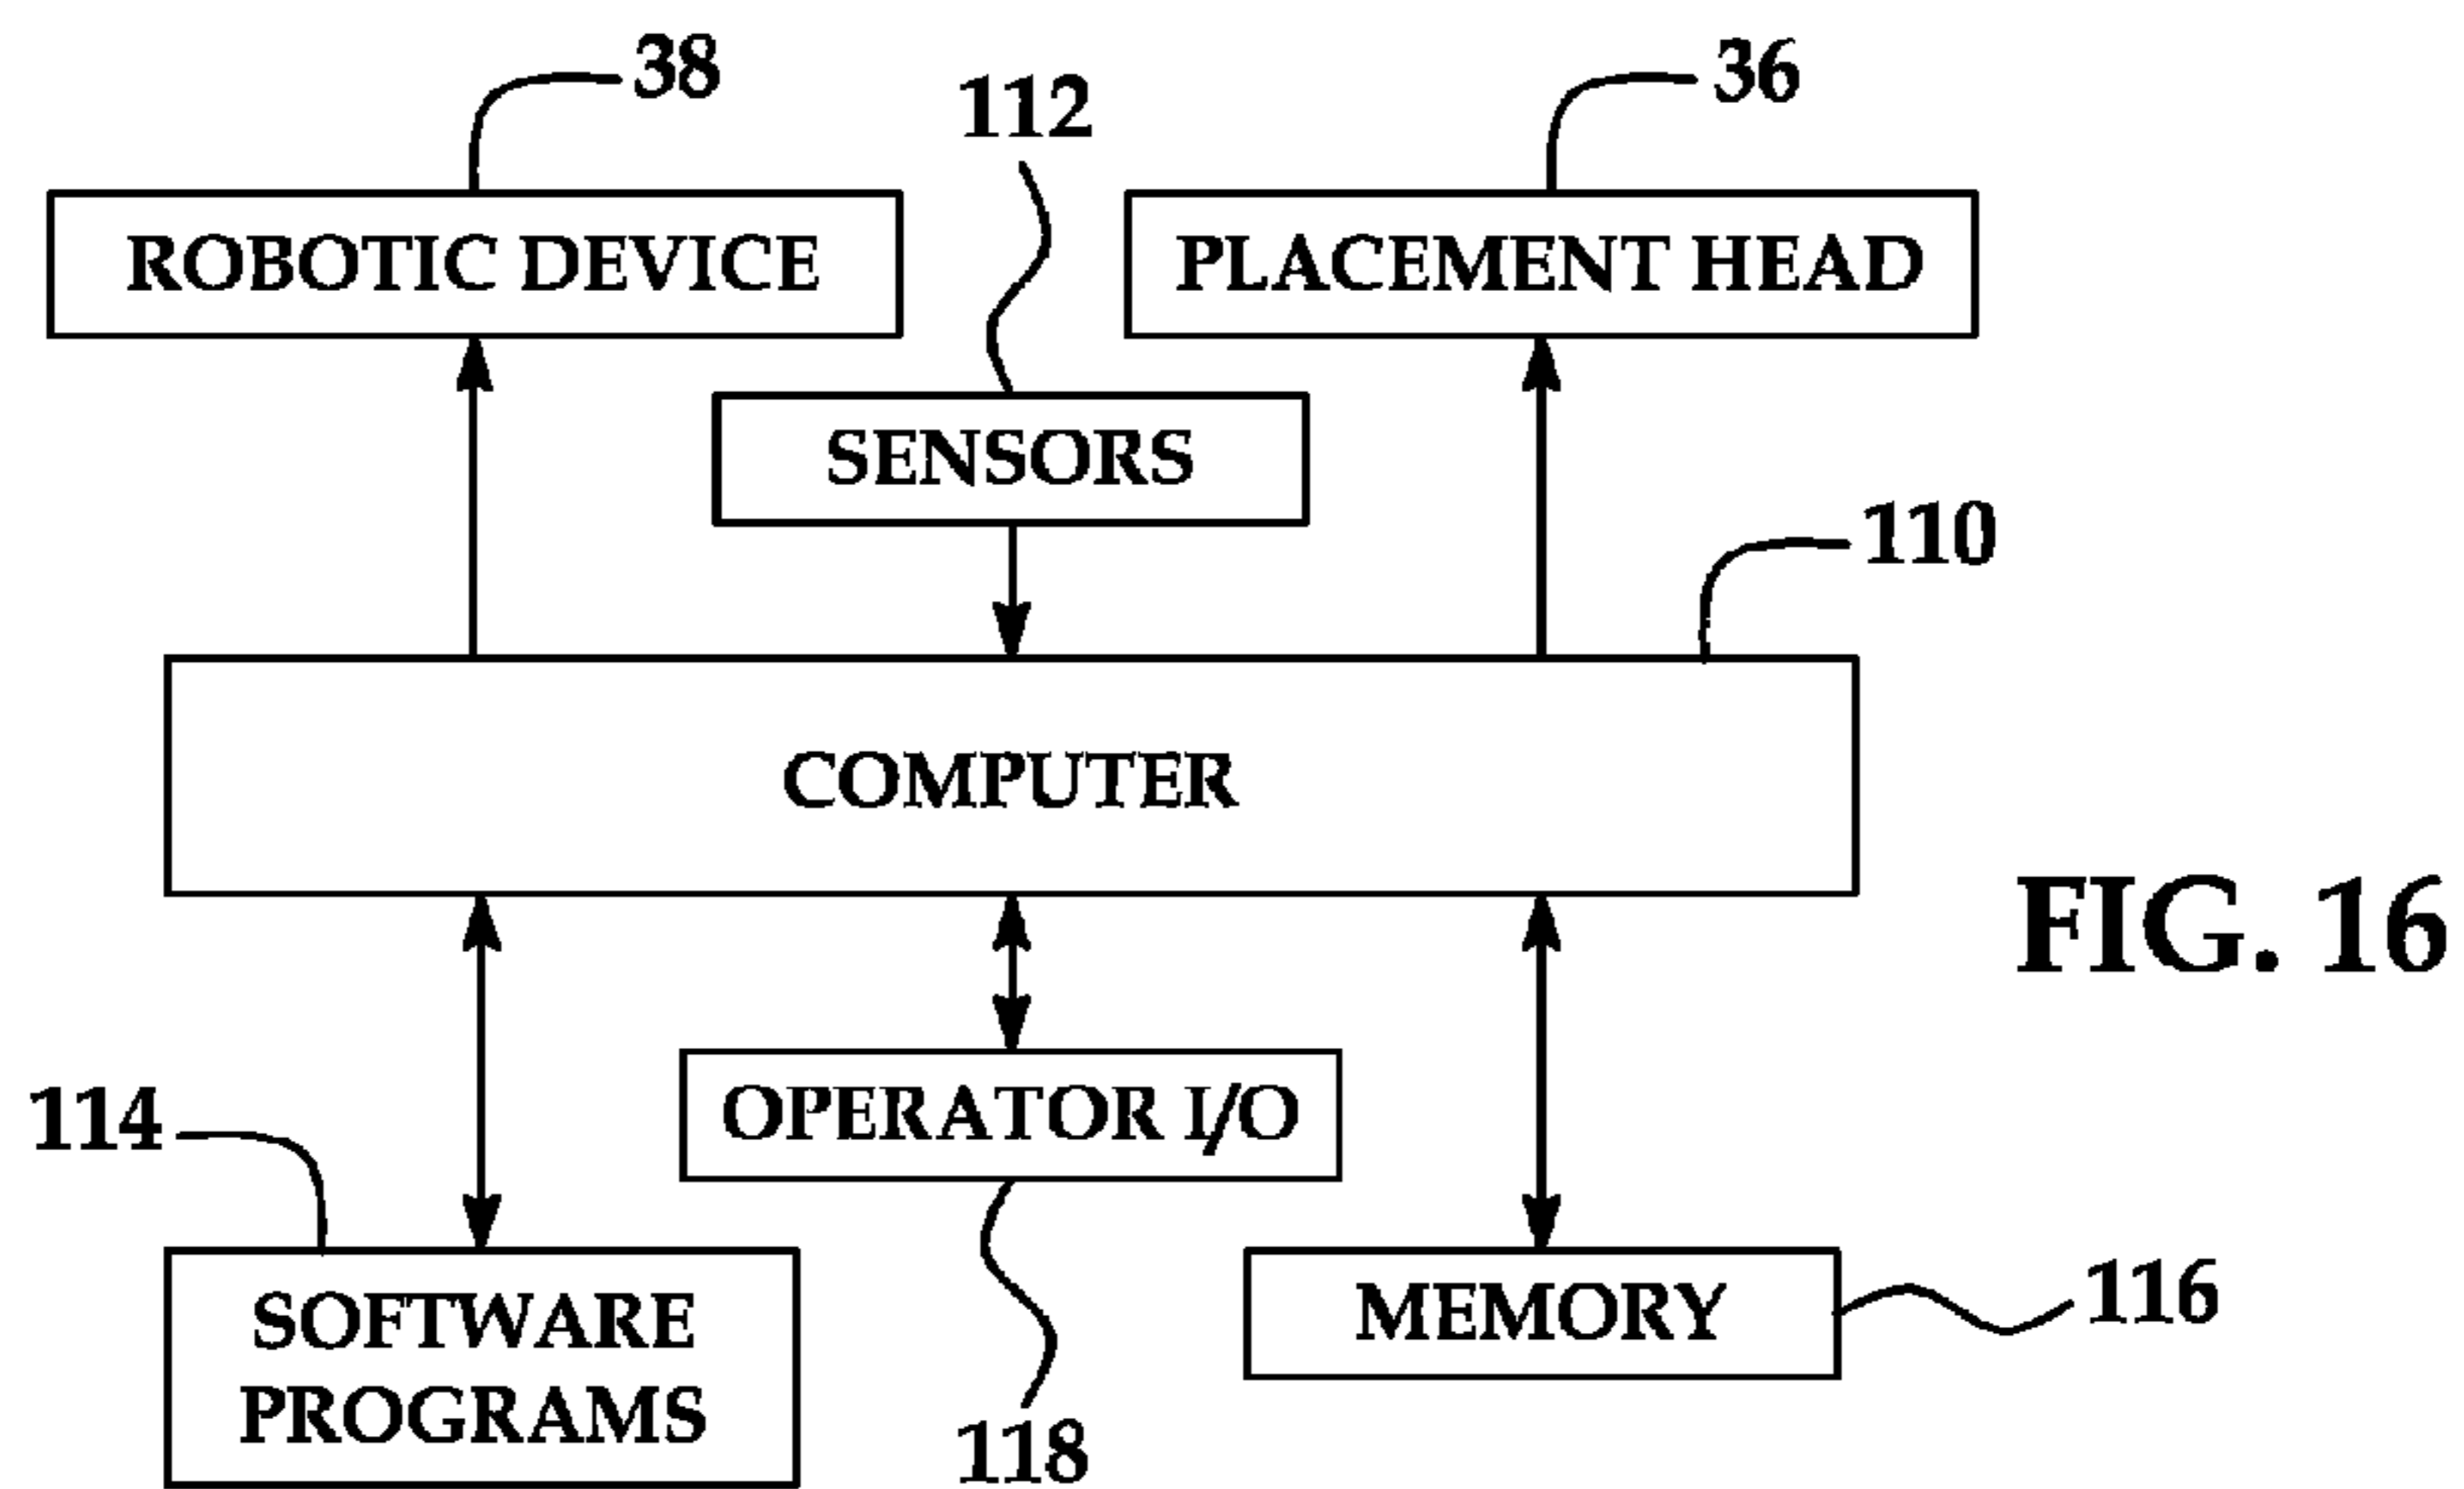 38
112
36
ROBOTIC DEVICE
PLACEMENT HEAD
SENSORS
110
COMPUTER
FIG. 16
114
OPERATOR I/O
SOFTWARE
PROGRAMS
MEMORY
116
118